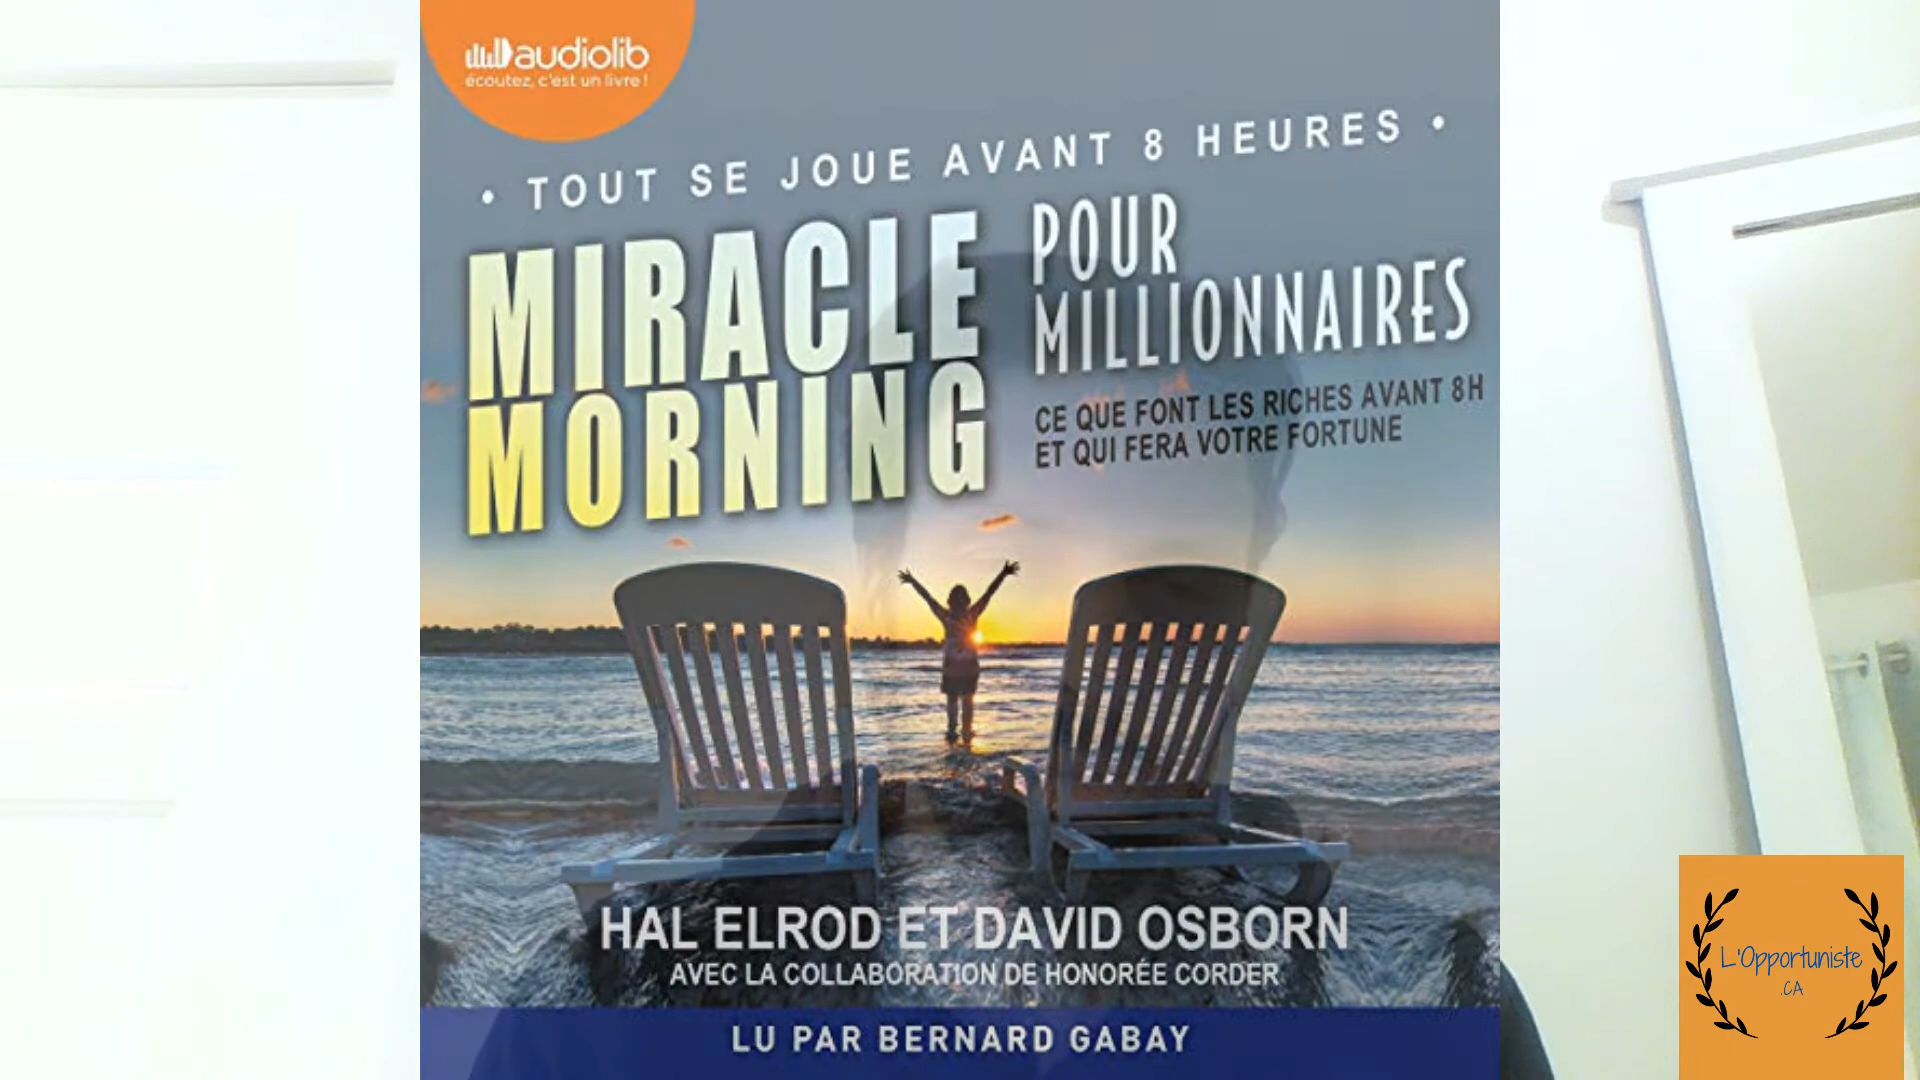 audiolib
écoutez, c'est un livre !
• TOUT SE JOUE AVANT 8 HEURES •
MIRACLE
MORNING
POUR
MILLIONNAIRES
CE QUE FONT LES RICHES AVANT 8H
ET QUI FERA VOTRE FORTUNE
HAL ELROD ET DAVID OSBORN
AVEC LA COLLABORATION DE HONORÉE CORDER
LU PAR BERNARD GABAY
L'Opportuniste
.CA